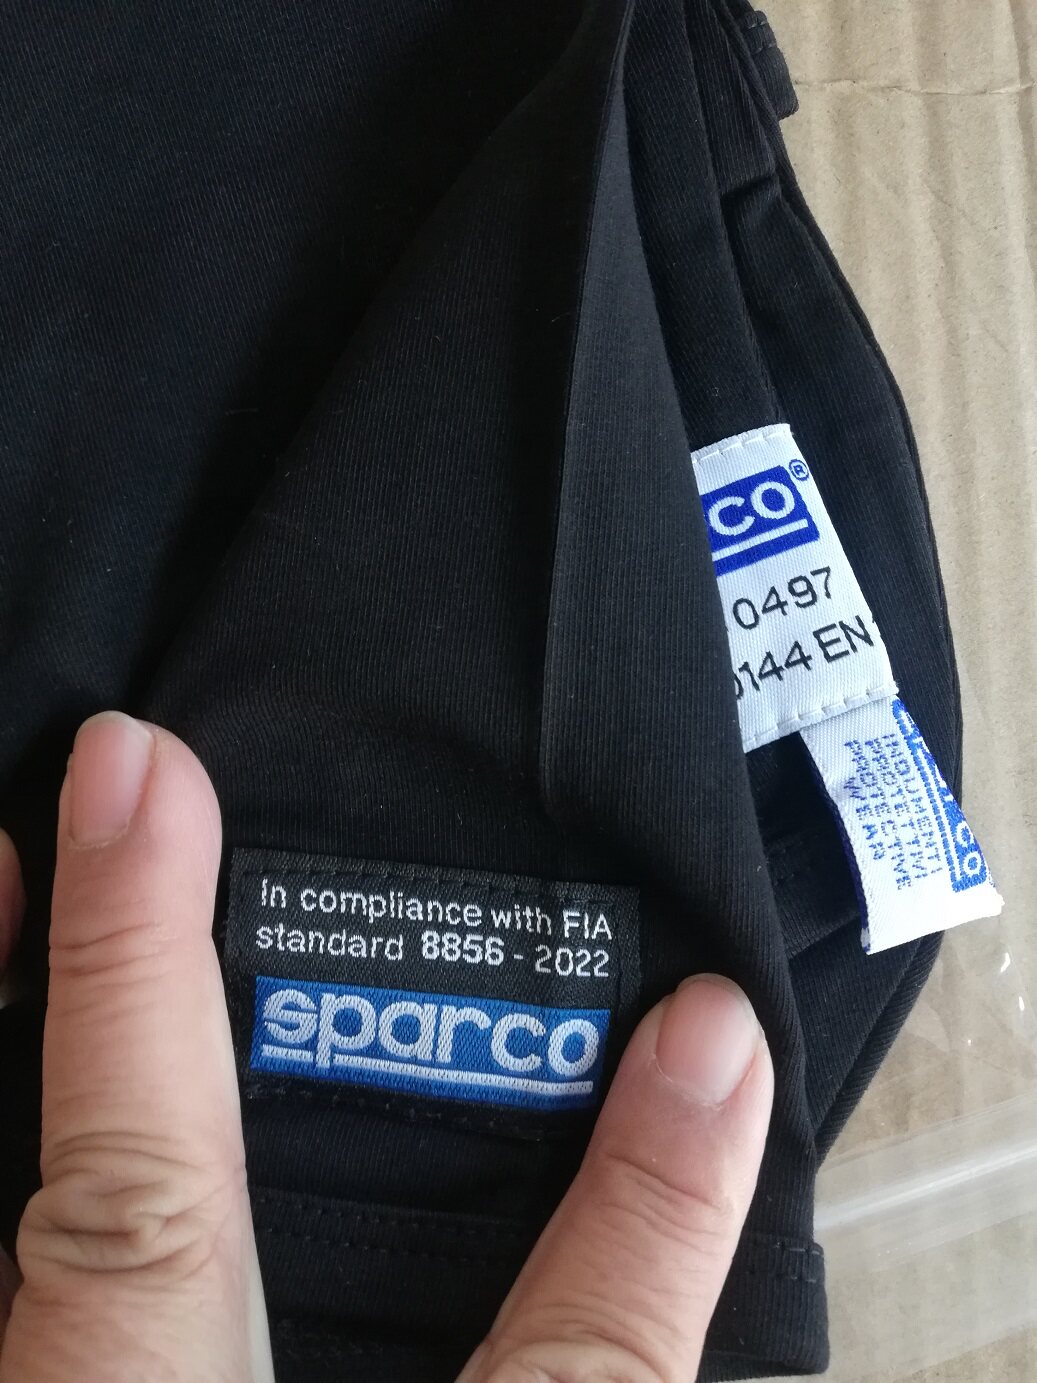 CO®
0497
0144 EN
In compliance with FIA
standard 8856 - 2022
sparco